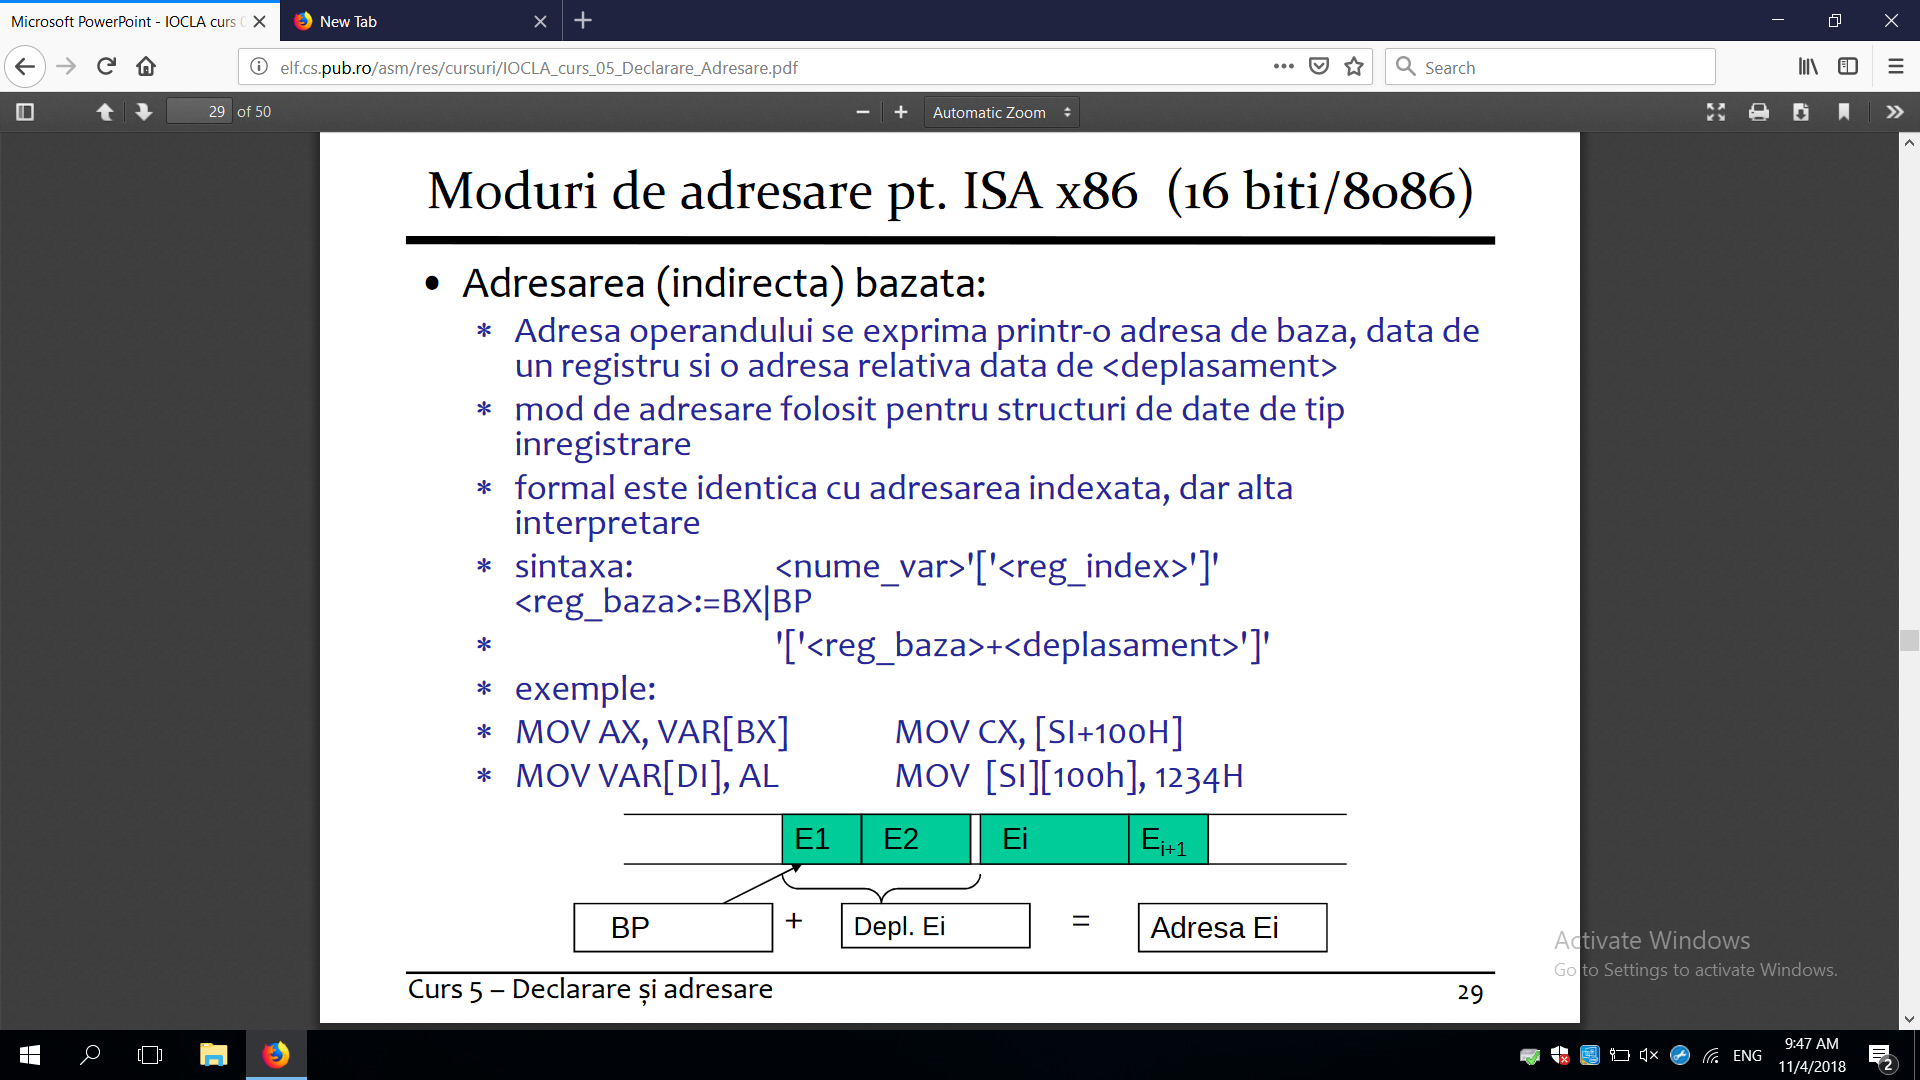 Microsoft PowerPoint - IOCLA curs 0
New Tab
elf.cs.pub.ro/asm/res/cursuri/IOCLA_curs_05_Declarare_Adresare.pdf
Search
29 of 50
Automatic Zoom
Moduri de adresare pt. ISA x86 (16 biti/8086)
• Adresarea (indirecta) bazata:
* Adresa operandului se exprima printr-o adresa de baza, data de
un registru si o adresa relativa data de <deplasament>
* mod de adresare folosit pentru structuri de date de tip
inregistrare
* formal este identica cu adresarea indexata, dar alta
interpretare
* sintaxa: <nume_var>'['<reg_index>']'
<reg_baza>:=BX|BP
* '['<reg_baza>+<deplasament>']'
* exemple:
* MOV AX, VAR[BX] MOV CX, [SI+100H]
* MOV VAR[DI], AL MOV [SI][100h], 1234H
E1 E2 Ei Ei+1
BP + Depl. Ei = Adresa Ei
Activate Windows
Go to Settings to activate Windows.
Curs 5 – Declarare și adresare 29
ENG
9:47 AM
11/4/2018
2